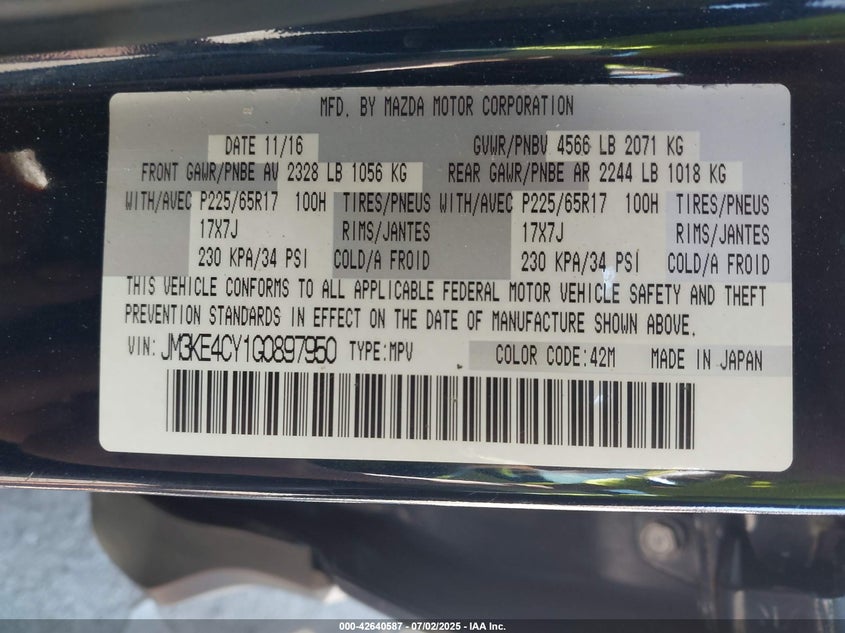 MFD. BY MAZDA MOTOR CORPORATION
DATE 11/16 GVWR/PNBV 4566 LB 2071 KG
FRONT GAWR/PNBE AV 2328 LB 1056 KG REAR GAWR/PNBE AR 2244 LB 1018 KG
WITH/AVEC P225/65R17 100H TIRES/PNEUS WITH/AVEC P225/65R17 100H TIRES/PNEUS
17X7J RIMS/JANTES 17X7J RIMS/JANTES
230 KPA/34 PSI COLD/A FROID 230 KPA/34 PSI COLD/A FROID
THIS VEHICLE CONFORMS TO ALL APPLICABLE FEDERAL MOTOR VEHICLE SAFETY AND THEFT
PREVENTION STANDARDS IN EFFECT ON THE DATE OF MANUFACTURE SHOWN ABOVE.
VIN: JM3KE4CY1G0897950 TYPE:MPV COLOR CODE:42M MADE IN JAPAN
000-42640587 - 07/02/2025 - IAA Inc.